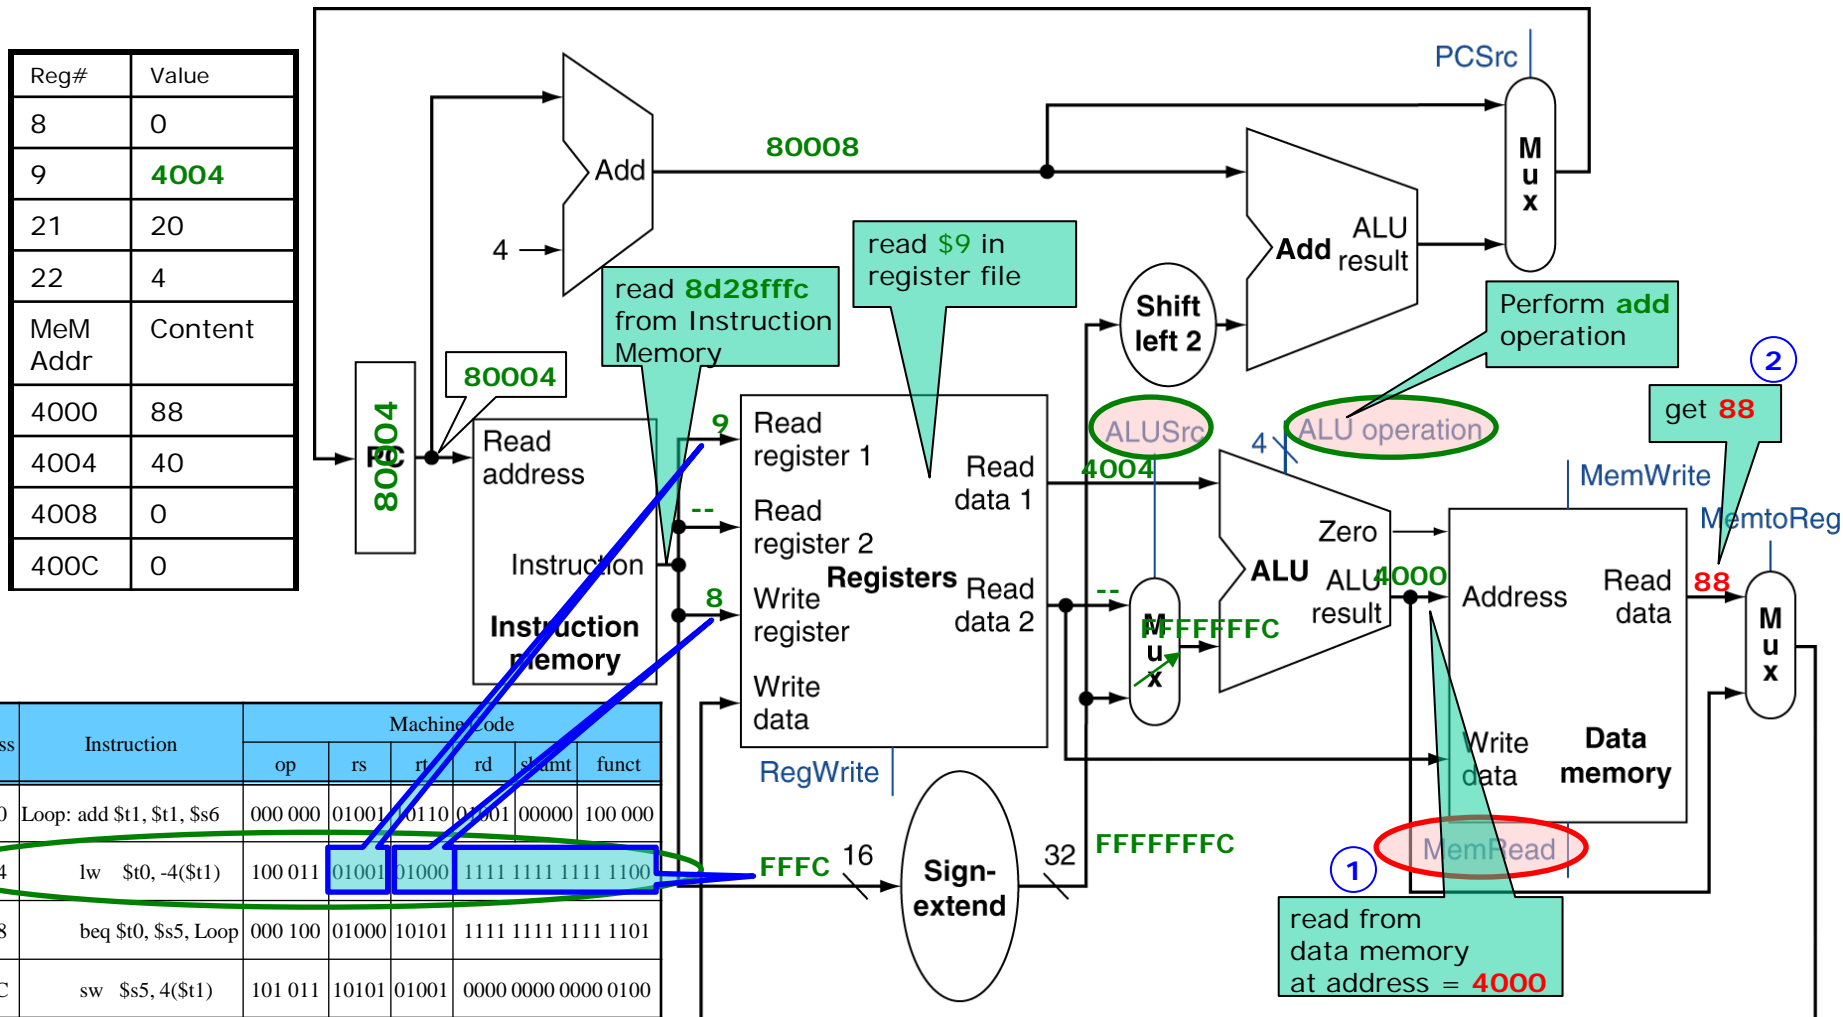 Reg# Value
8 0
9 4004
21 20
22 4
MeM Addr Content
4000 88
4004 40
4008 0
400C 0
PCSrc
M
u
x
80008
Add
4
Add
ALU
result
Shift
left 2
read $9 in
register file
read 8d28fffc
from Instruction
Memory
Perform add
operation
2
get 88
80004
PC
80004
Read
address
Instruction
Instruction
memory
9
--
8
Read
register 1
Read
register 2
Write
register
Write
data
Registers
Read
data 1
Read
data 2
RegWrite
ALUSrc
4004
--
M
u
x
FFFFFFFC
4
ALU operation
Zero
ALU
ALU
result
4000
MemWrite
MemtoReg
Address
Read
data
88
Write
data
Data
memory
MemRead
M
u
x
FFFC
16
Sign-
extend
32
FFFFFFFC
1
read from
data memory
at address = 4000
ss Instruction Machine Code
op rs rt rd shamt funct
0 Loop: add $t1, $t1, $s6 000 000 01001 10110 01001 00000 100 000
4 lw $t0, -4($t1) 100 011 01001 01000 1111 1111 1111 1100
8 beq $t0, $s5, Loop 000 100 01000 10101 1111 1111 1111 1101
C sw $s5, 4($t1) 101 011 10101 01001 0000 0000 0000 0100